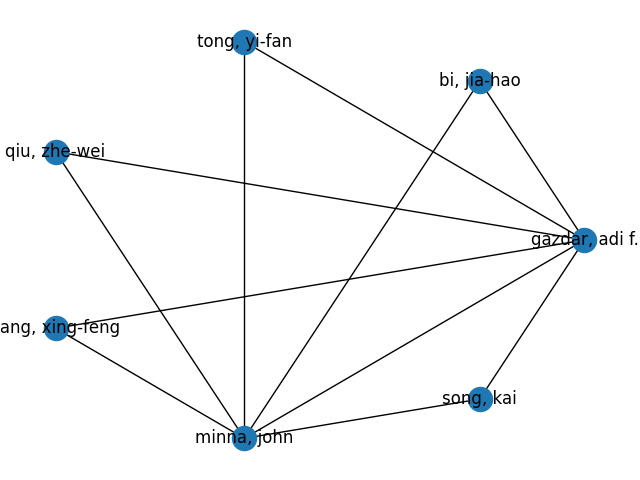 tong, yi-fan
bi, jia-hao
qiu, zhe-wei
gazdar, adi f.
ang, xing-feng
song, kai
minna, john